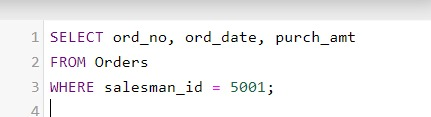 1 SELECT ord_no, ord_date, purch_amt
2 FROM Orders
3 WHERE salesman_id = 5001;
4